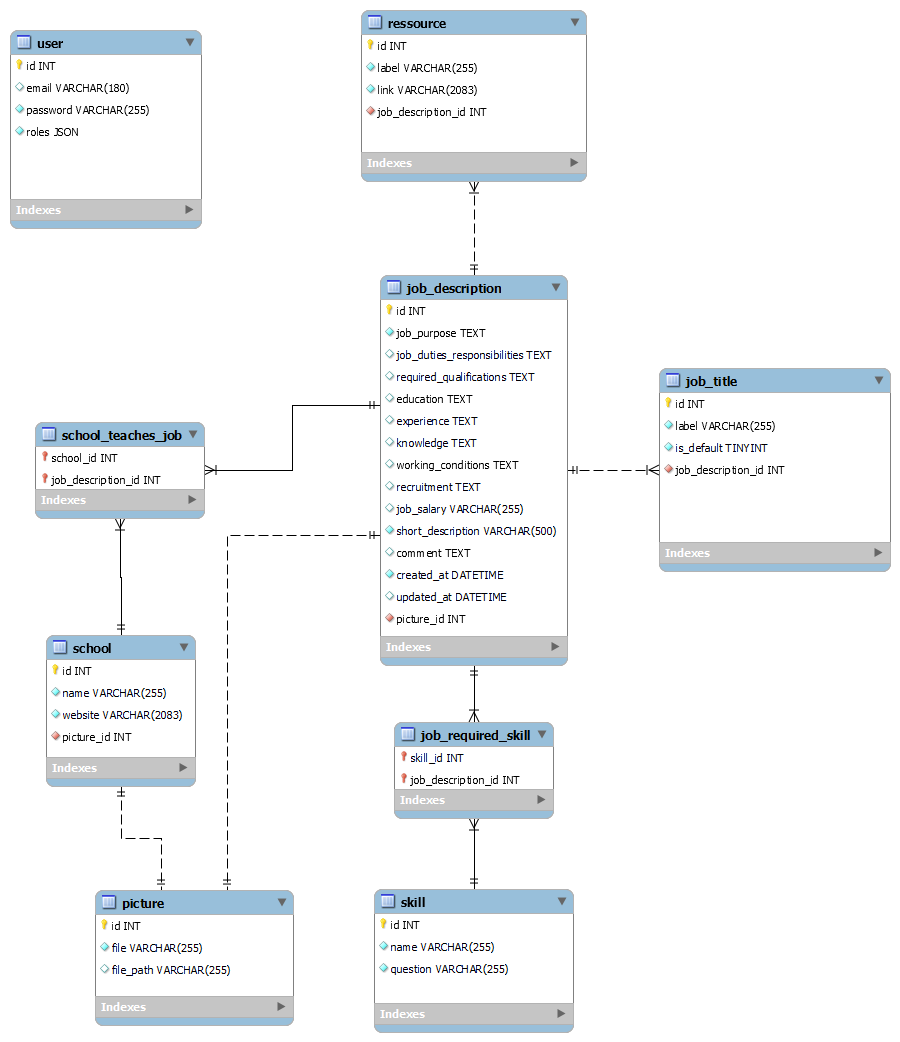 user
id INT
email VARCHAR(180)
password VARCHAR(255)
roles JSON
Indexes
ressource
id INT
label VARCHAR(255)
link VARCHAR(2083)
job_description_id INT
Indexes
job_description
id INT
job_purpose TEXT
job_duties_responsibilities TEXT
required_qualifications TEXT
education TEXT
experience TEXT
knowledge TEXT
working_conditions TEXT
recruitment TEXT
job_salary VARCHAR(255)
short_description VARCHAR(500)
comment TEXT
created_at DATETIME
updated_at DATETIME
picture_id INT
Indexes
job_title
id INT
label VARCHAR(255)
is_default TINYINT
job_description_id INT
Indexes
school_teaches_job
school_id INT
job_description_id INT
Indexes
school
id INT
name VARCHAR(255)
website VARCHAR(2083)
picture_id INT
Indexes
job_required_skill
skill_id INT
job_description_id INT
Indexes
picture
id INT
file VARCHAR(255)
file_path VARCHAR(255)
Indexes
skill
id INT
name VARCHAR(255)
question VARCHAR(255)
Indexes